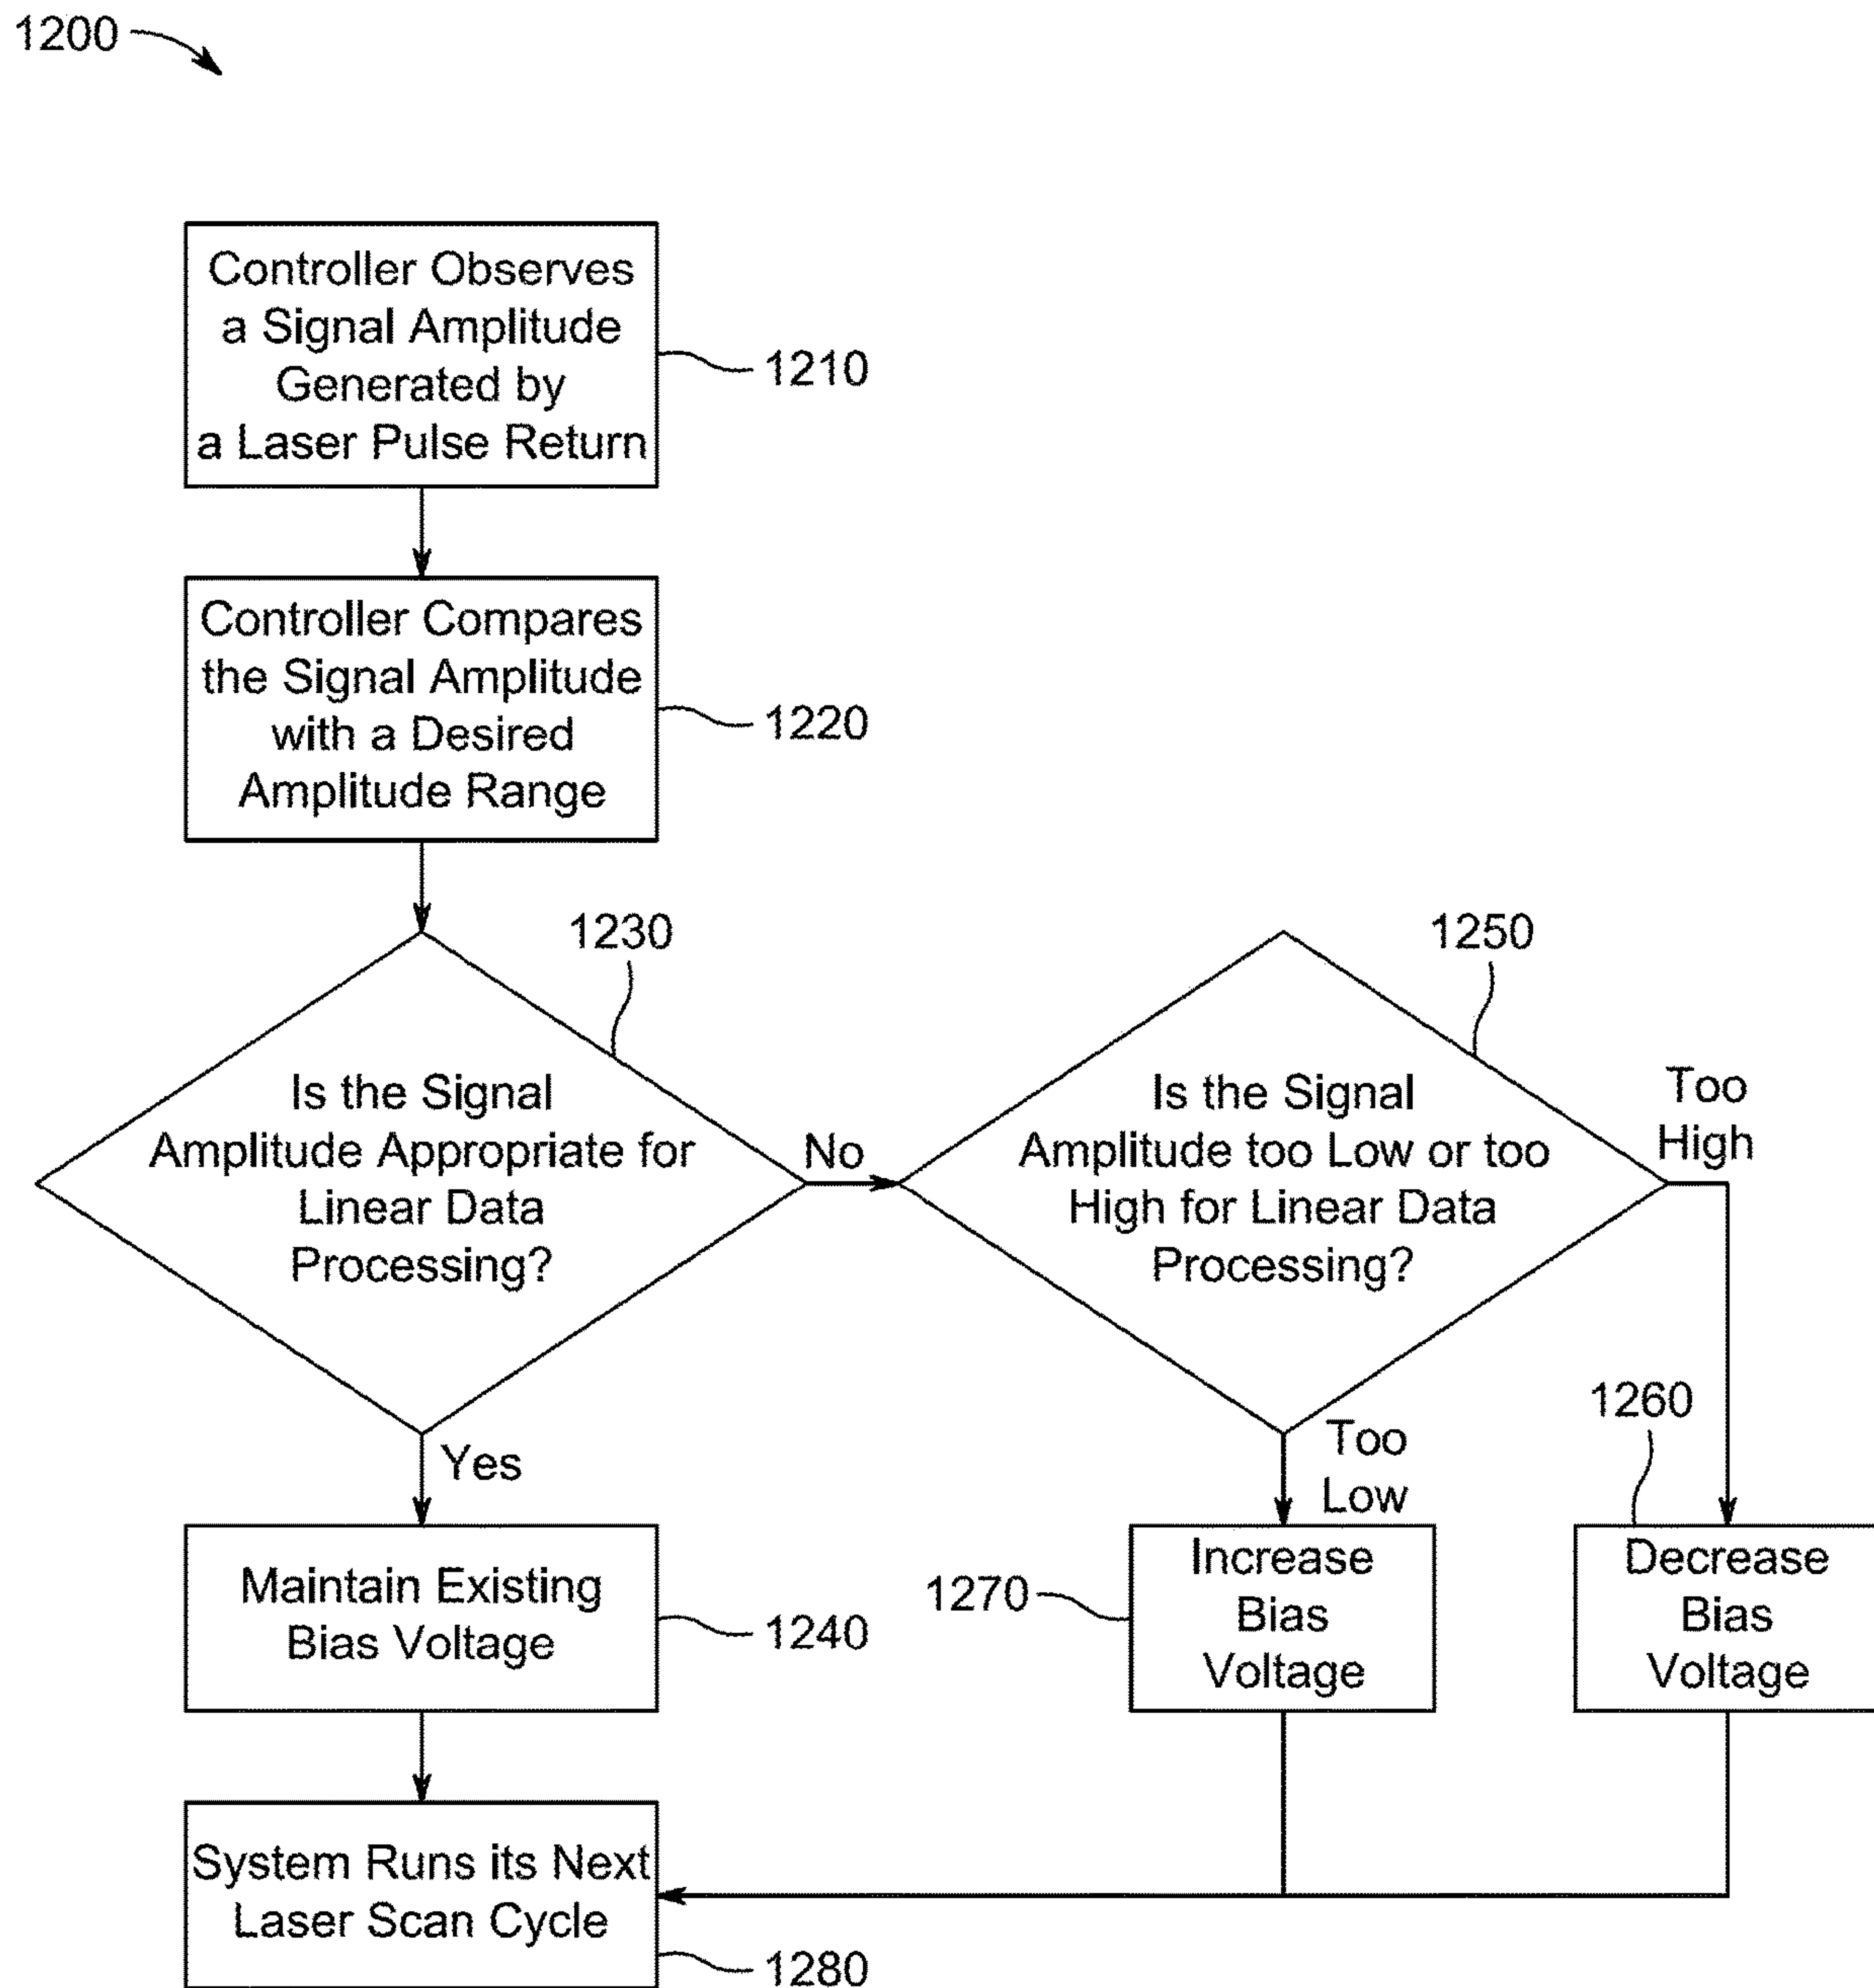 1200
Controller Observes
a Signal Amplitude
Generated by
a Laser Pulse Return
1210
Controller Compares
the Signal Amplitude
with a Desired
Amplitude Range
1220
1230
Is the Signal
Amplitude Appropriate for
Linear Data
Processing?
No
Yes
1250
Is the Signal
Amplitude too Low or too
High for Linear Data
Processing?
Too
High
Too
Low
Maintain Existing
Bias Voltage
1240
1270
Increase
Bias
Voltage
1260
Decrease
Bias
Voltage
System Runs its Next
Laser Scan Cycle
1280